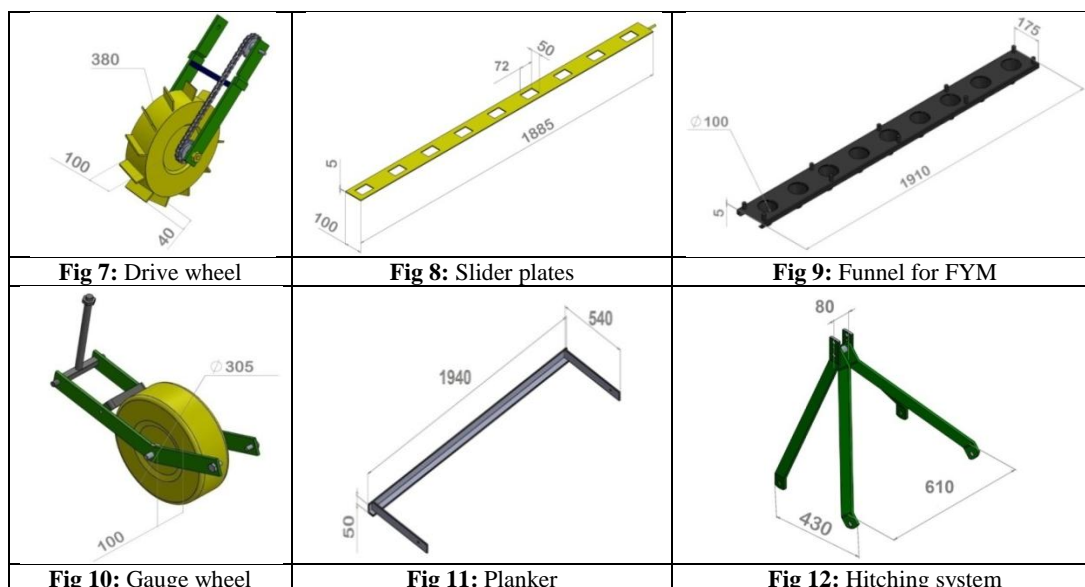 380
100
40
Fig 7: Drive wheel
50
72
1885
5
100
Fig 8: Slider plates
175
Ø100
1910
5
Fig 9: Funnel for FYM
Ø305
100
Fig 10: Gauge wheel
540
1940
50
Fig 11: Planker
80
610
430
Fig 12: Hitching system